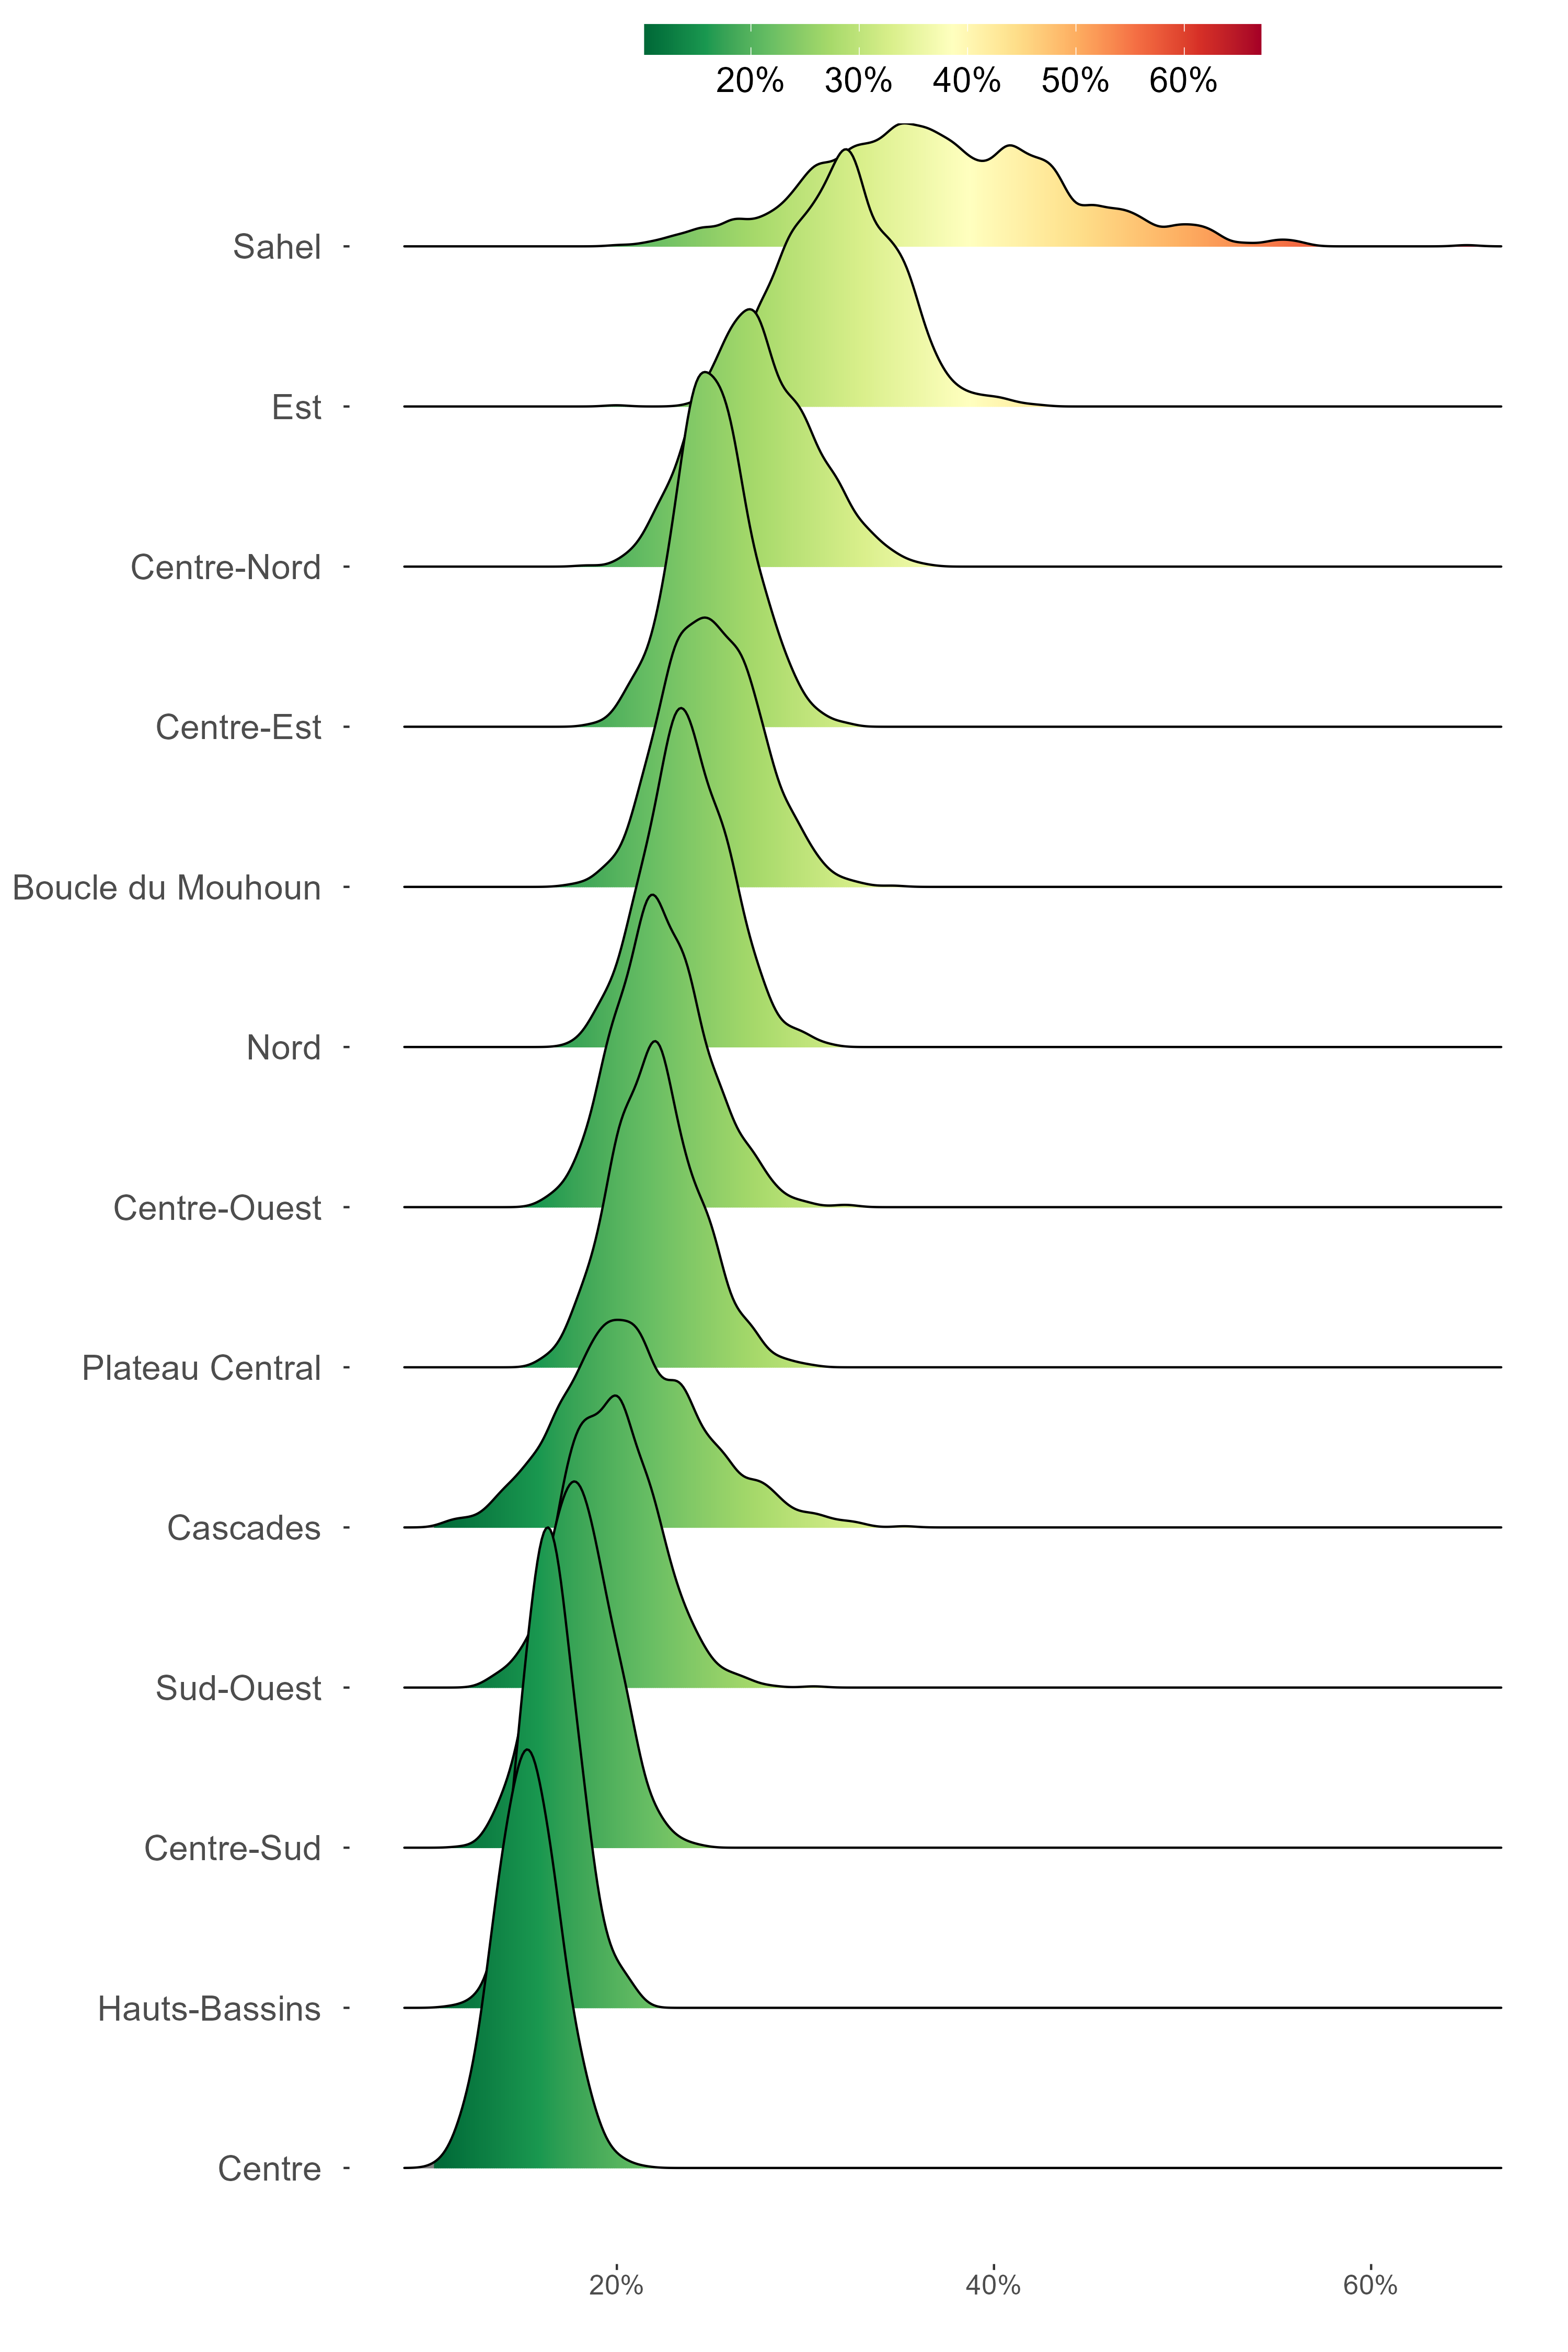 20% 30% 40% 50% 60%
Sahel
Est
Centre-Nord
Centre-Est
Boucle du Mouhoun
Nord
Centre-Ouest
Plateau Central
Cascades
Sud-Ouest
Centre-Sud
Hauts-Bassins
Centre
20% 40% 60%